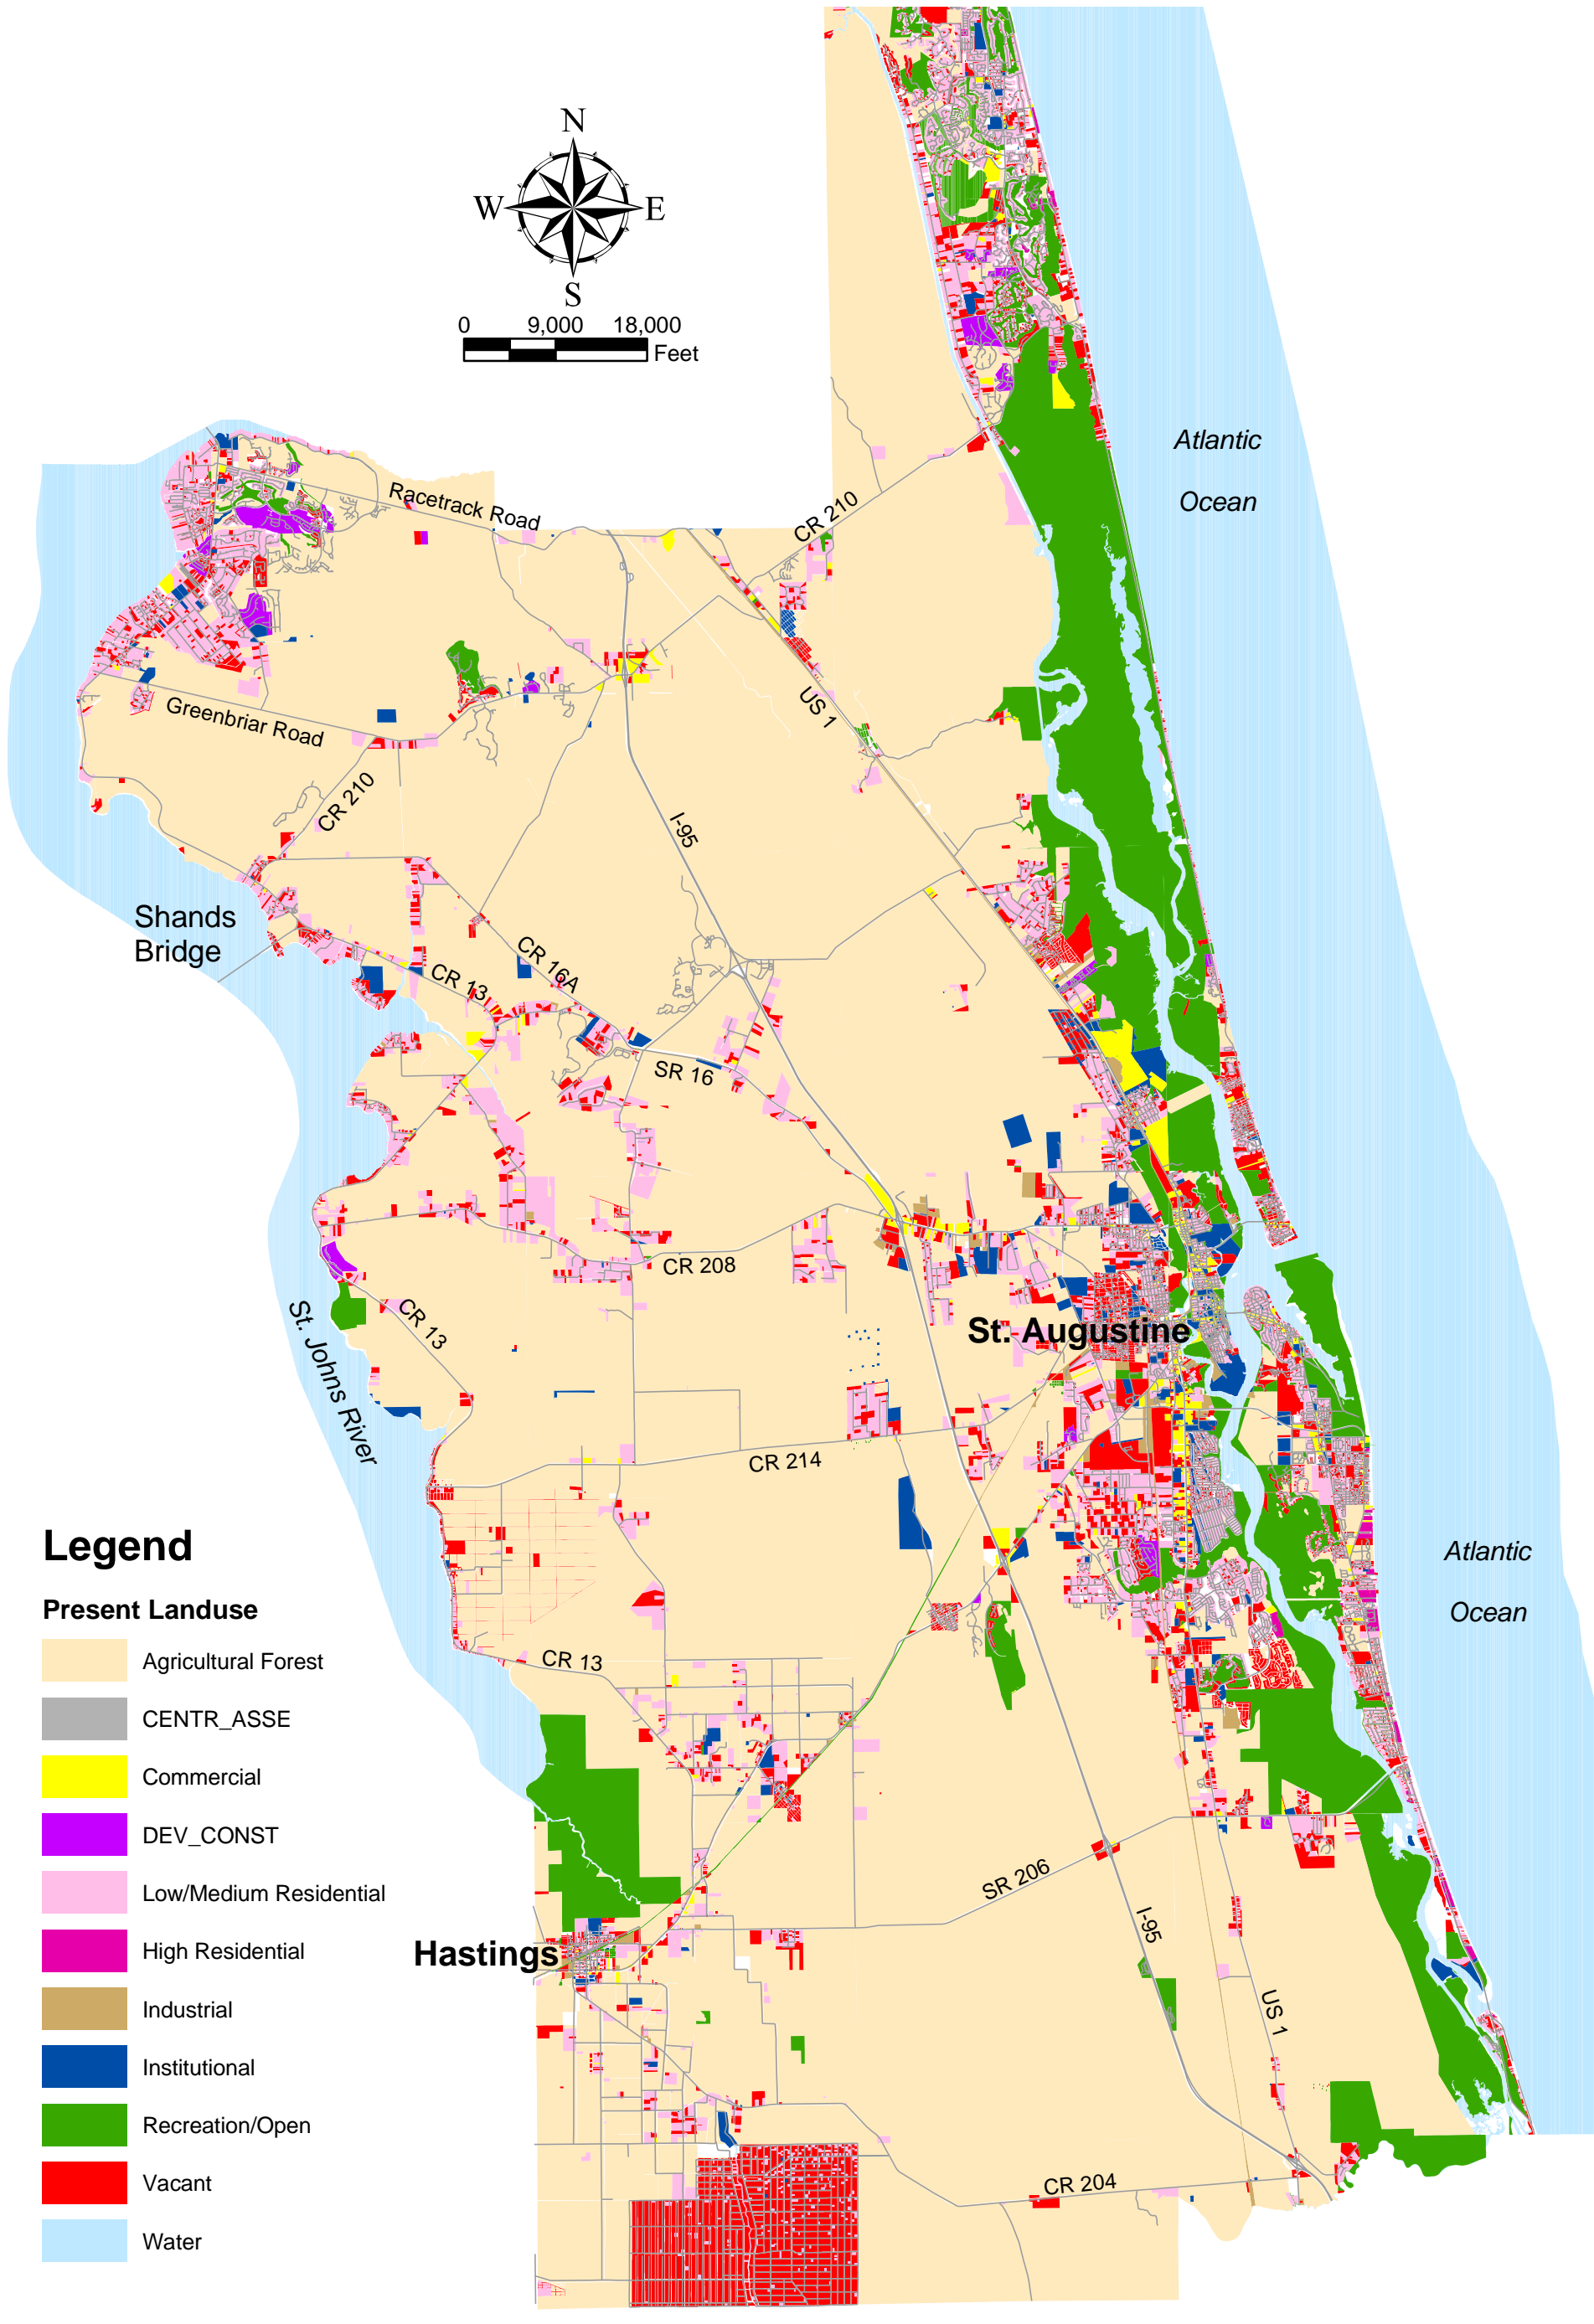 N
W
E
S
0 9,000 18,000
Feet
Atlantic
Ocean
Racetrack Road
CR 210
US 1
Greenbriar Road
CR 210
I-95
Shands
Bridge
CR 16A
CR 13
SR 16
CR 208
St. Augustine
CR 13
St. Johns River
CR 214
Atlantic
Ocean
Legend
Present Landuse
Agricultural Forest
CENTR_ASSE
Commercial
DEV_CONST
Low/Medium Residential
High Residential
Industrial
Institutional
Recreation/Open
Vacant
Water
CR 13
SR 206
I-95
Hastings
US 1
CR 204